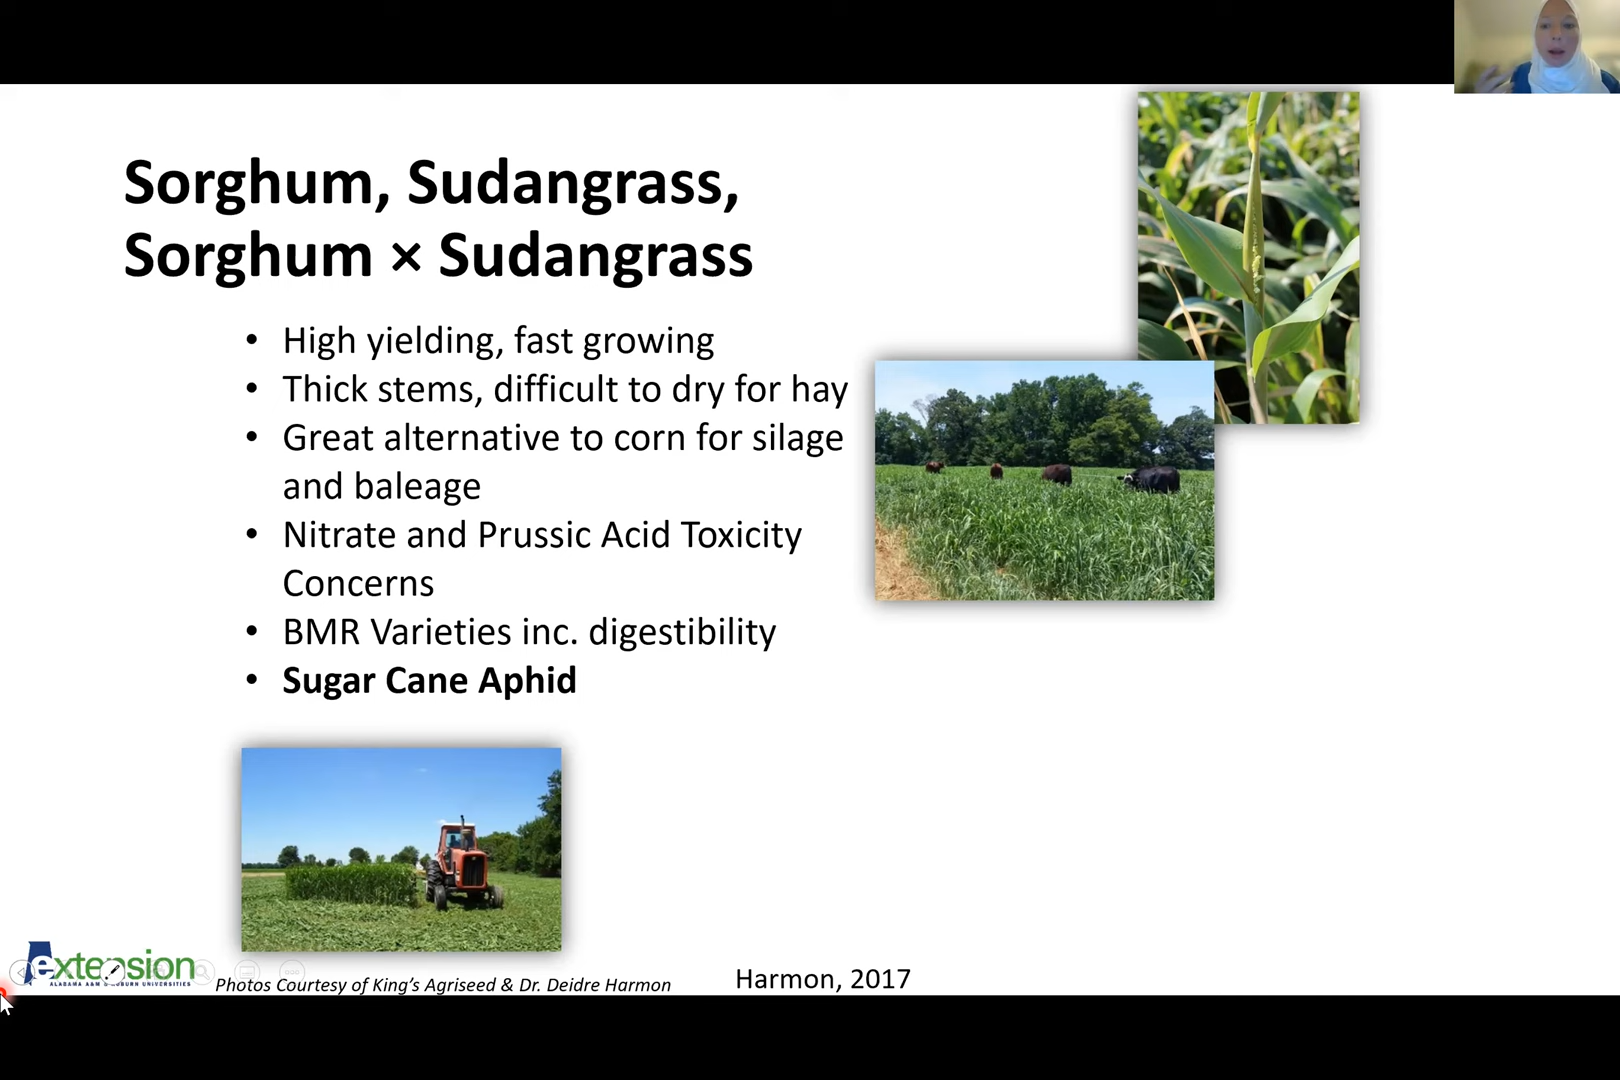 Sorghum, Sudangrass,
Sorghum × Sudangrass
• High yielding, fast growing
• Thick stems, difficult to dry for hay
• Great alternative to corn for silage
and baleage
• Nitrate and Prussic Acid Toxicity
Concerns
• BMR Varieties inc. digestibility
• Sugar Cane Aphid
extension
ALABAMA A&M & AUBURN UNIVERSITIES
Photos Courtesy of King's Agriseed & Dr. Deidre Harmon
Harmon, 2017